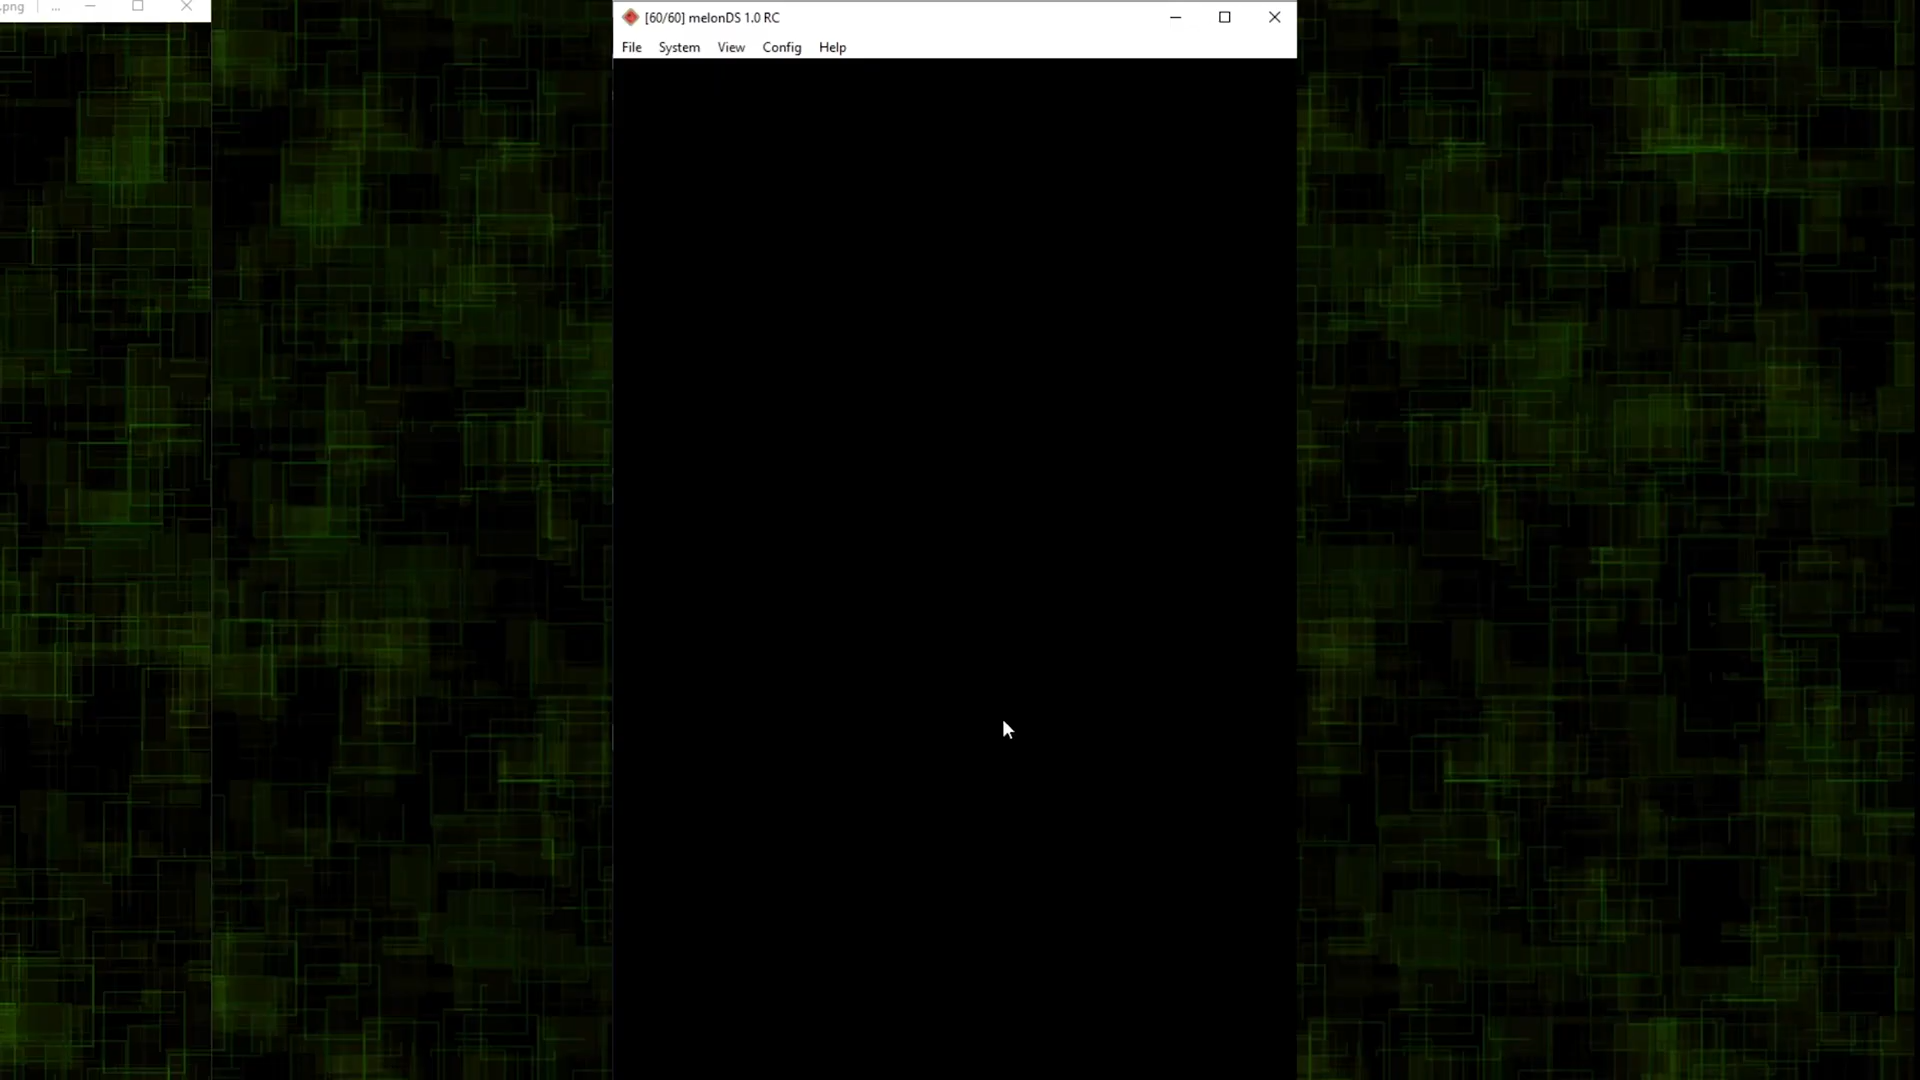 .png ...
[60/60] melonDS 1.0 RC
File System View Config Help